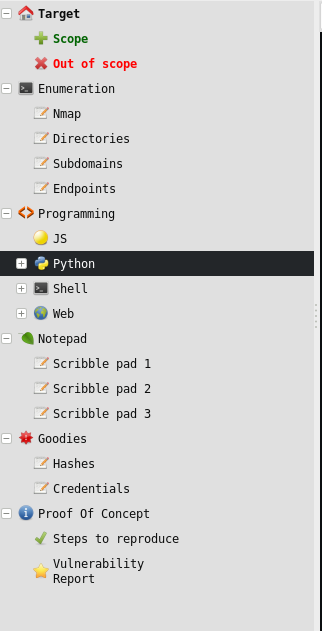 Target
Scope
Out of scope
Enumeration
Nmap
Directories
Subdomains
Endpoints
Programming
JS
Python
Shell
Web
Notepad
Scribble pad 1
Scribble pad 2
Scribble pad 3
Goodies
Hashes
Credentials
Proof Of Concept
Steps to reproduce
Vulnerability
Report